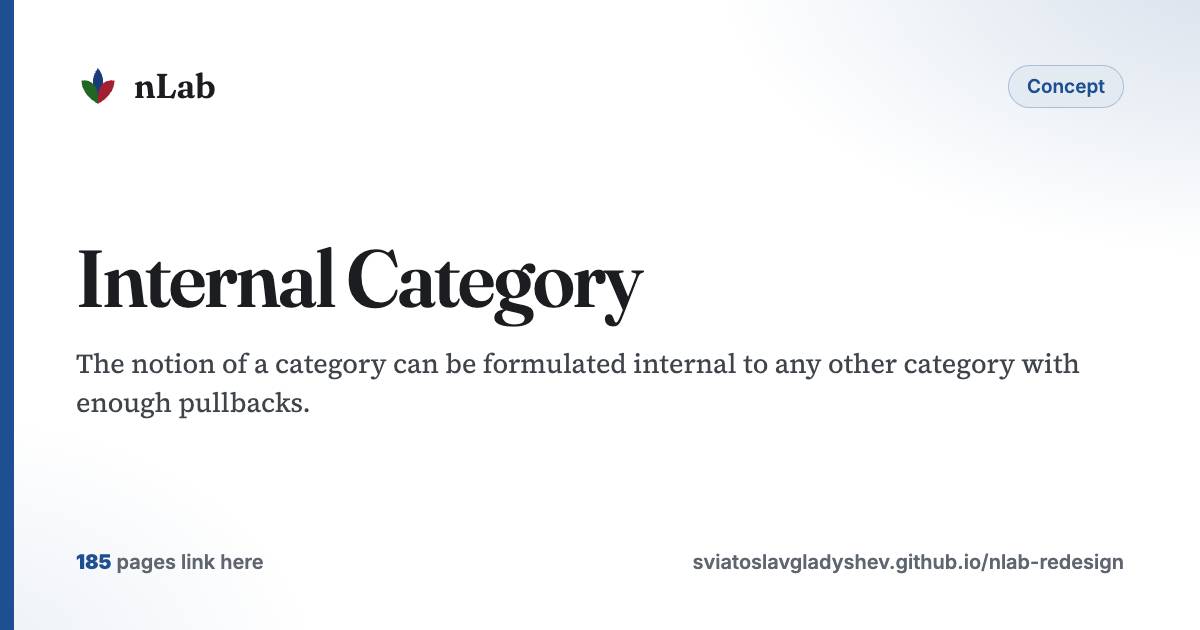 nLab
Concept
Internal Category
The notion of a category can be formulated internal to any other category with
enough pullbacks.
185 pages link here
sviatoslavgladyshev.github.io/nlab-redesign